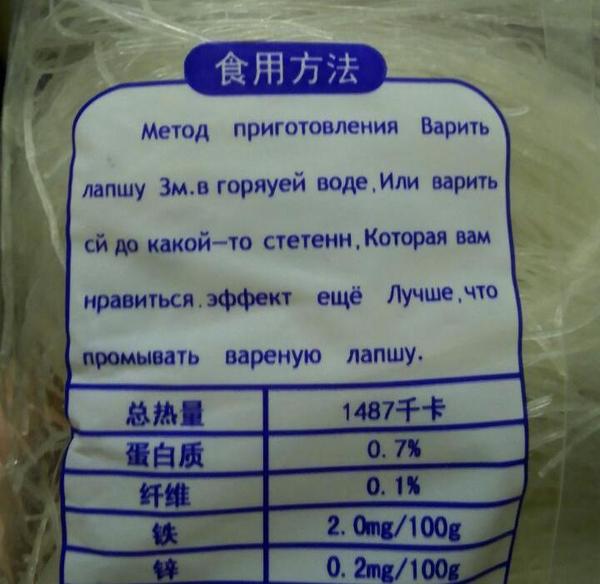 食用方法
Метод приготовления Варить
лапшу 3м.в горяуей воде,Или варить
сй до какой-то стетенн,Которая вам
нравиться.эффект ещё Лучше,что
промывать вареную лапшу.
总热量 1487千卡
蛋白质 0.7%
纤维 0.1%
铁 2.0mg/100g
锌 0.2mg/100g